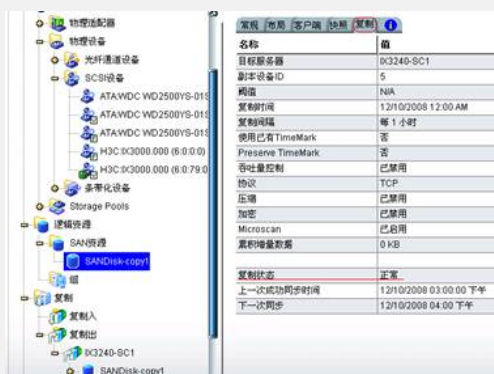 物理适配器
物理设备
光纤通道设备
SCSI设备
ATA:WDC WD2500YS-01S
ATA:WDC WD2500YS-01S
ATA:WDC WD2500YS-01S
H3C:IX3000.000 (6:0:0:0)
H3C:IX3000.000 (6:0:79:0
条带化设备
Storage Pools
逻辑资源
SAN资源
SANDisk-copy1
组
复制
复制入
复制出
IX3240-SC1
SANDisk-copy1
常规 布局 客户端 快照 复制
名称 值
目标服务器 IX3240-SC1
副本设备ID 5
阈值 N/A
复制时间 12/10/2008 12:00 AM
复制间隔 每 1 小时
使用已有TimeMark 否
Preserve TimeMark 否
吞吐量控制 已禁用
协议 TCP
压缩 已禁用
加密 已禁用
Microscan 已启用
累积增量数据 0 KB
复制状态 正常
上一次成功同步时间 12/10/2008 03:00:00 下午
下一次同步 12/10/2008 04:00 下午